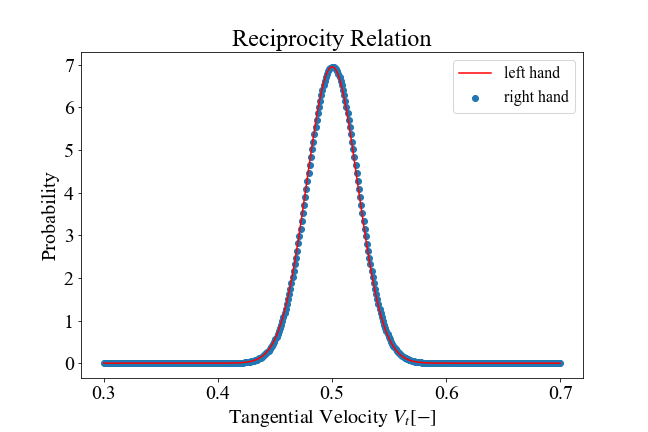 Reciprocity Relation
left hand
right hand
Probability
7
6
5
4
3
2
1
0
0.3 0.4 0.5 0.6 0.7
Tangential Velocity Vₜ[−]